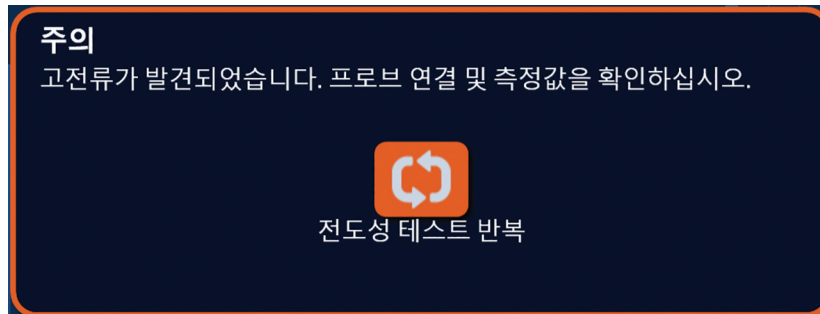 주의
고전류가 발견되었습니다. 프로브 연결 및 측정값을 확인하십시오.
전도성 테스트 반복